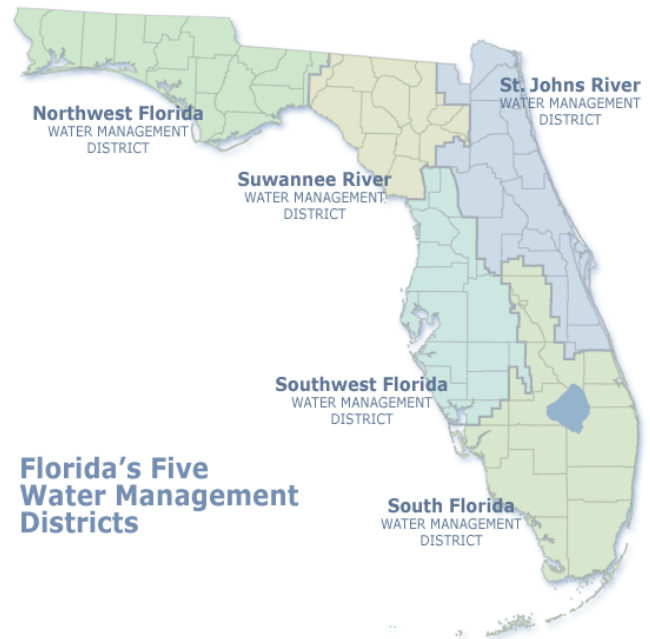 Northwest Florida
WATER MANAGEMENT
DISTRICT
St. Johns River
WATER MANAGEMENT
DISTRICT
Suwannee River
WATER MANAGEMENT
DISTRICT
Southwest Florida
WATER MANAGEMENT
DISTRICT
Florida's Five
Water Management
Districts
South Florida
WATER MANAGEMENT
DISTRICT